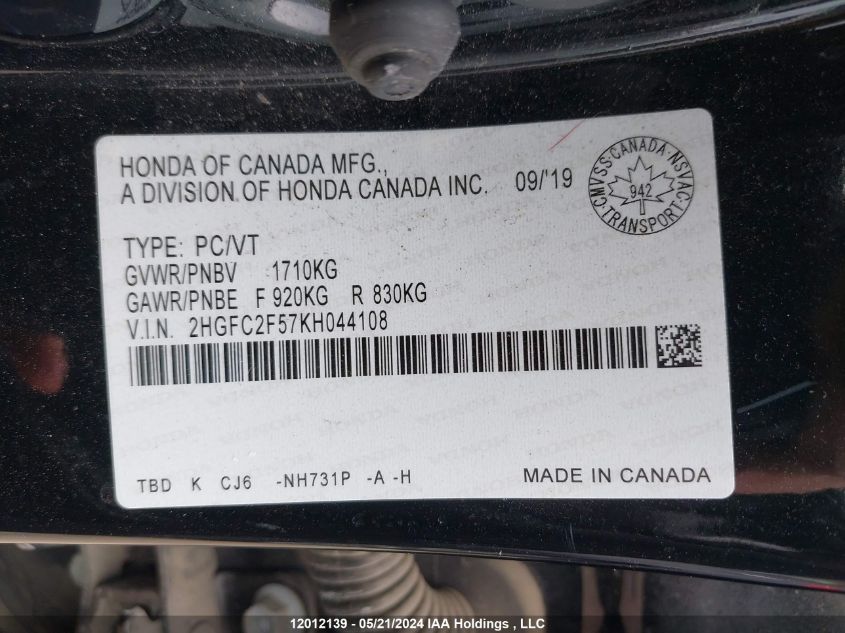 HONDA OF CANADA MFG.,
A DIVISION OF HONDA CANADA INC. 09/'19
CMVSS·CANADA·NSVAC
942
·TRANSPORT·
TYPE: PC/VT
GVWR/PNBV 1710KG
GAWR/PNBE F 920KG R 830KG
V.I.N. 2HGFC2F57KH044108
TBD K CJ6 -NH731P -A -H MADE IN CANADA
12012139 - 05/21/2024 IAA Holdings , LLC